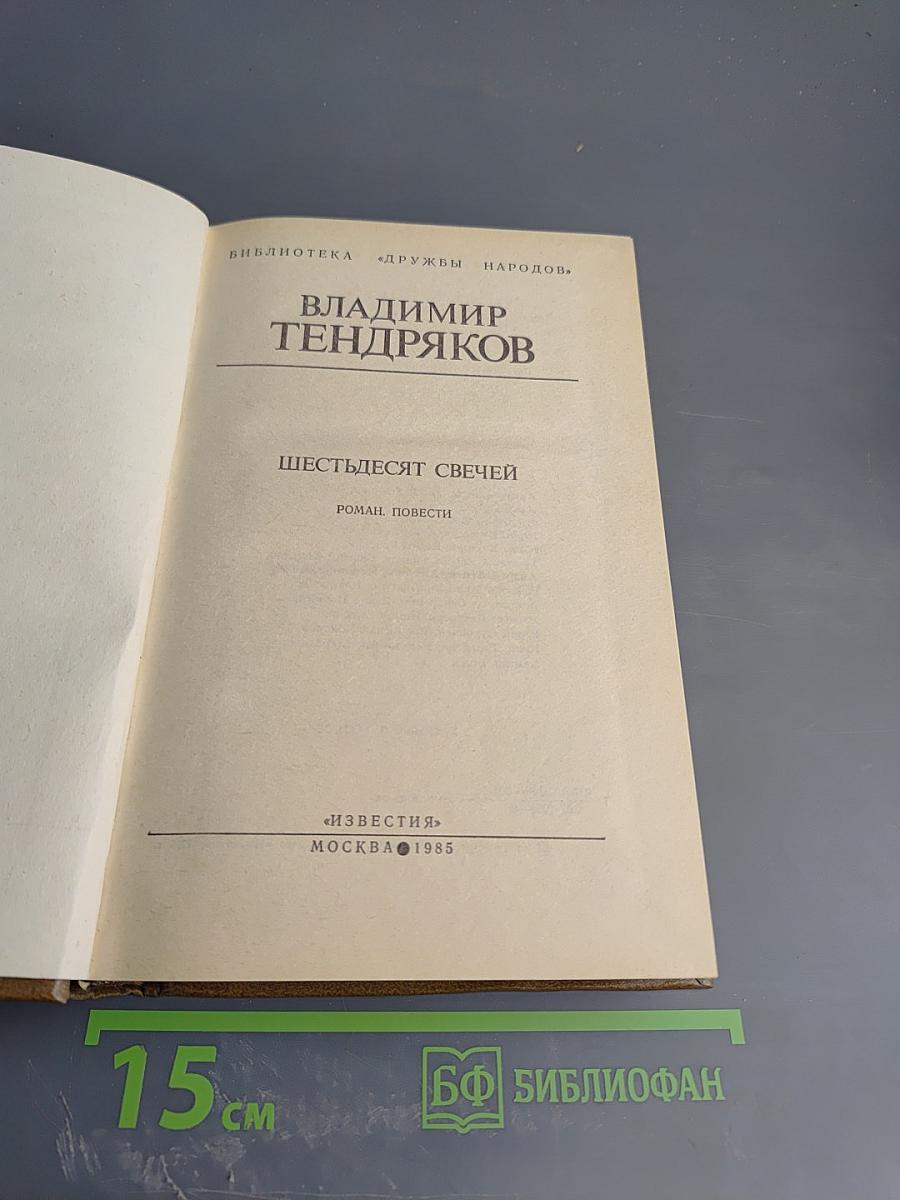 БИБЛИОТЕКА «ДРУЖБЫ НАРОДОВ»
ВЛАДИМИР
ТЕНДРЯКОВ
ШЕСТЬДЕСЯТ СВЕЧЕЙ
РОМАН. ПОВЕСТИ
«ИЗВЕСТИЯ»
МОСКВА 1985
15 см
БФ БИБЛИОФАН